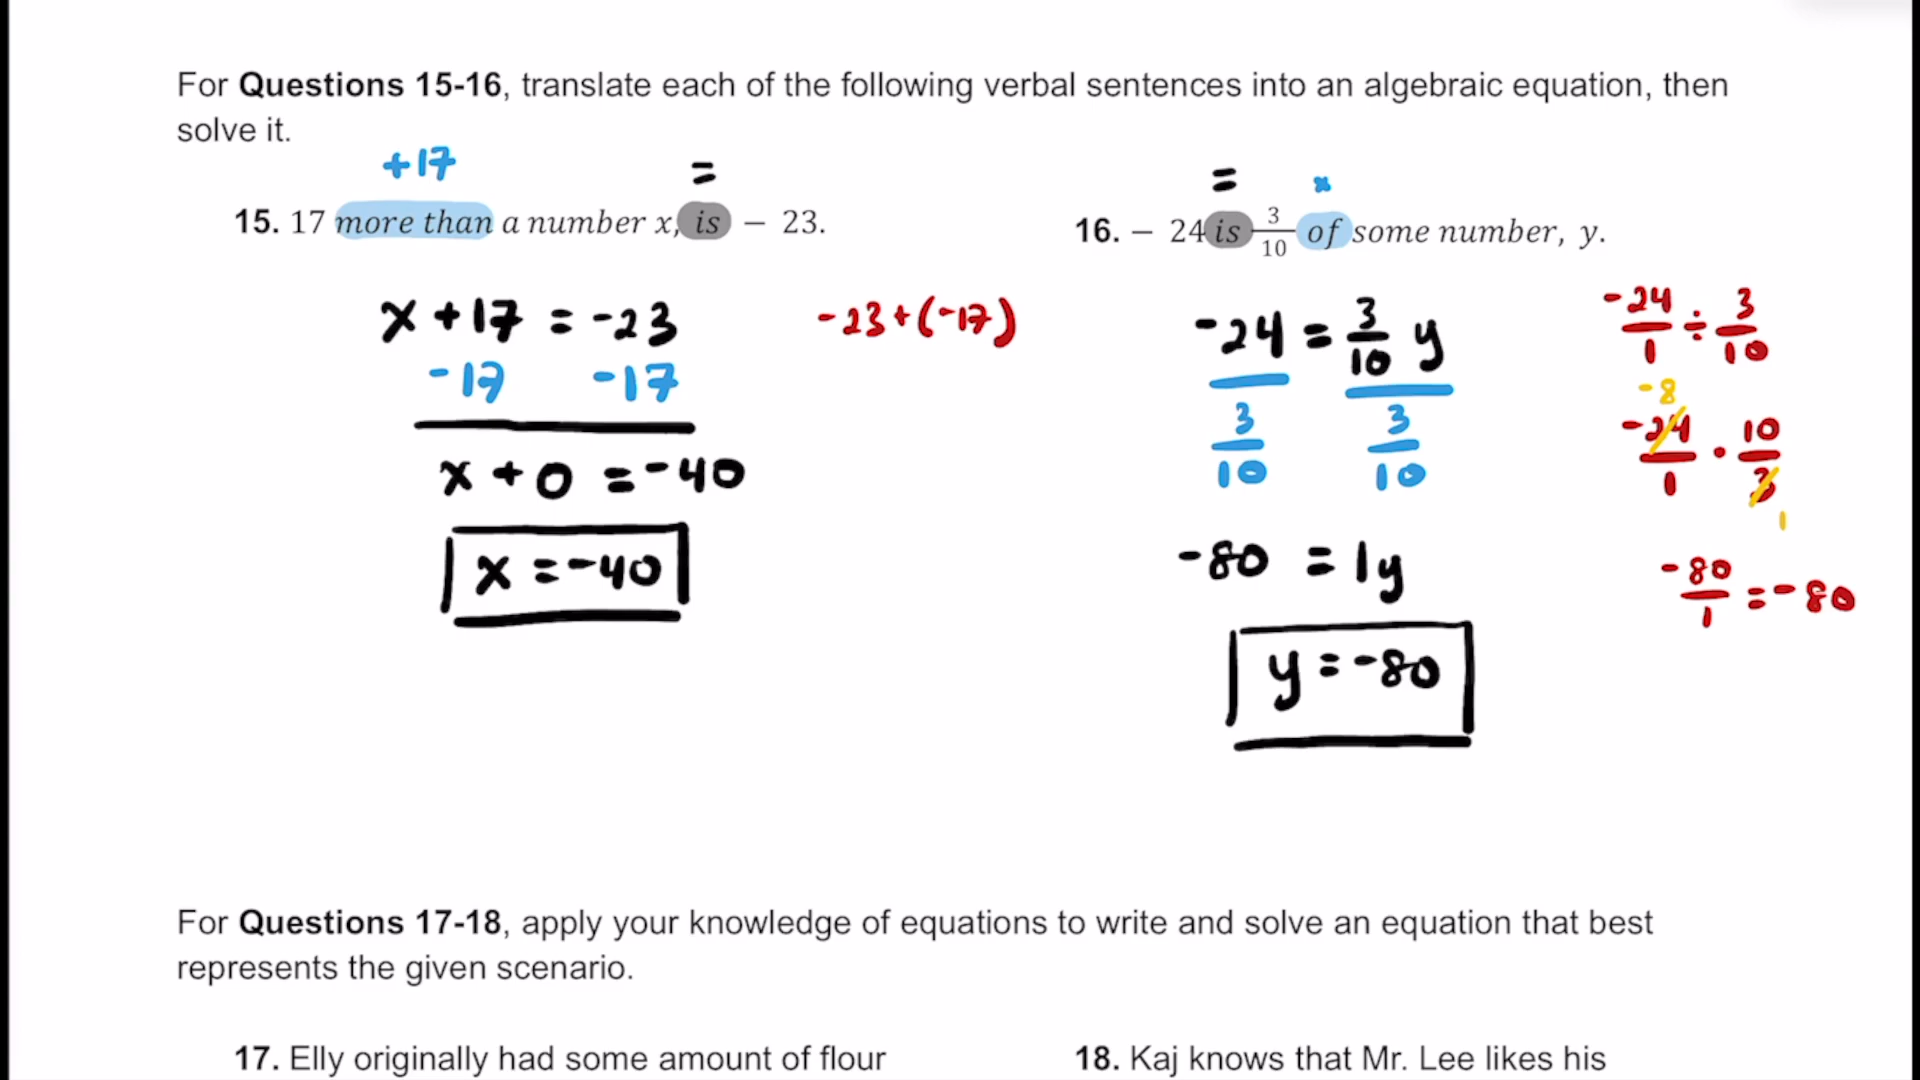 For Questions 15-16, translate each of the following verbal sentences into an algebraic equation, then
solve it.
+17 =
15. 17 more than a number x, is − 23.
x + 17 = -23
-23 + (-17)
-17 -17
x + 0 = -40
x = -40
= x
16. − 24 is 3/10 of some number, y.
-24 = 3/10 y
3/10 3/10
-80 = 1y
y = -80
-24/1 ÷ 3/10
-8
-24/1 · 10/3
1
-80/1 = -80
For Questions 17-18, apply your knowledge of equations to write and solve an equation that best
represents the given scenario.
17. Elly originally had some amount of flour
18. Kaj knows that Mr. Lee likes his